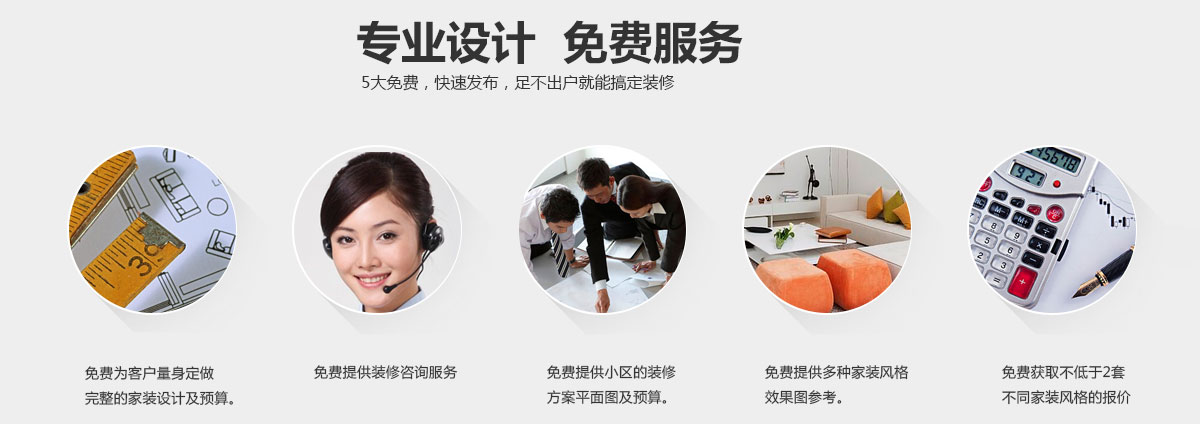 专业设计 免费服务
5大免费，快速发布，足不出户就能搞定装修
免费为客户量身定做
完整的家装设计及预算。
免费提供装修咨询服务
免费提供小区的装修
方案平面图及预算。
免费提供多种家装风格
效果图参考。
免费获取不低于2套
不同家装风格的报价